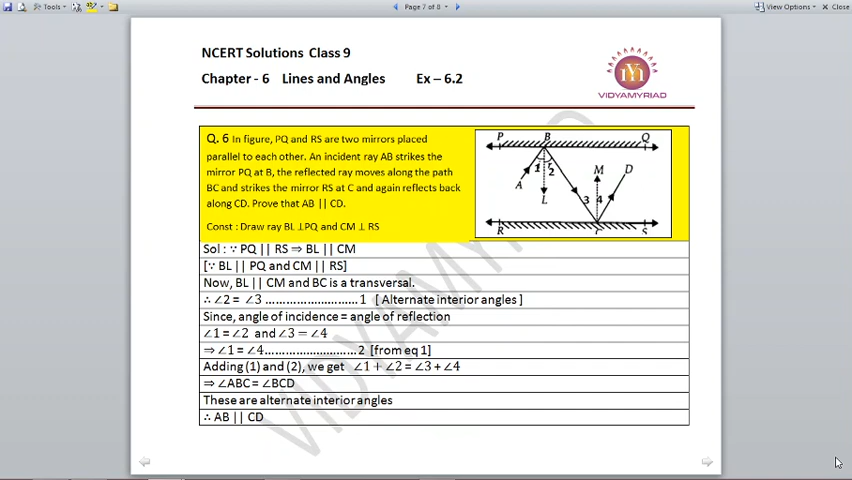 Tools
Page 7 of 8
View Options
Close
NCERT Solutions Class 9
Chapter - 6 Lines and Angles Ex – 6.2
VIDYAMYRIAD
Q. 6 In figure, PQ and RS are two mirrors placed
parallel to each other. An incident ray AB strikes the
mirror PQ at B, the reflected ray moves along the path
BC and strikes the mirror RS at C and again reflects back
along CD. Prove that AB || CD.
Const : Draw ray BL ⊥PQ and CM ⊥ RS
P B Q
1 2
A
L
M D
3 4
R C S
Sol : ∵ PQ || RS ⇒ BL || CM
[∵ BL || PQ and CM || RS]
Now, BL || CM and BC is a transversal.
∴ ∠2 = ∠3 ………………………1 [ Alternate interior angles ]
Since, angle of incidence = angle of reflection
∠1 = ∠2 and ∠3 = ∠4
⇒ ∠1 = ∠4………………………2 [from eq 1]
Adding (1) and (2), we get ∠1 + ∠2 = ∠3 + ∠4
⇒ ∠ABC = ∠BCD
These are alternate interior angles
∴ AB || CD
VIDYAMYRIAD